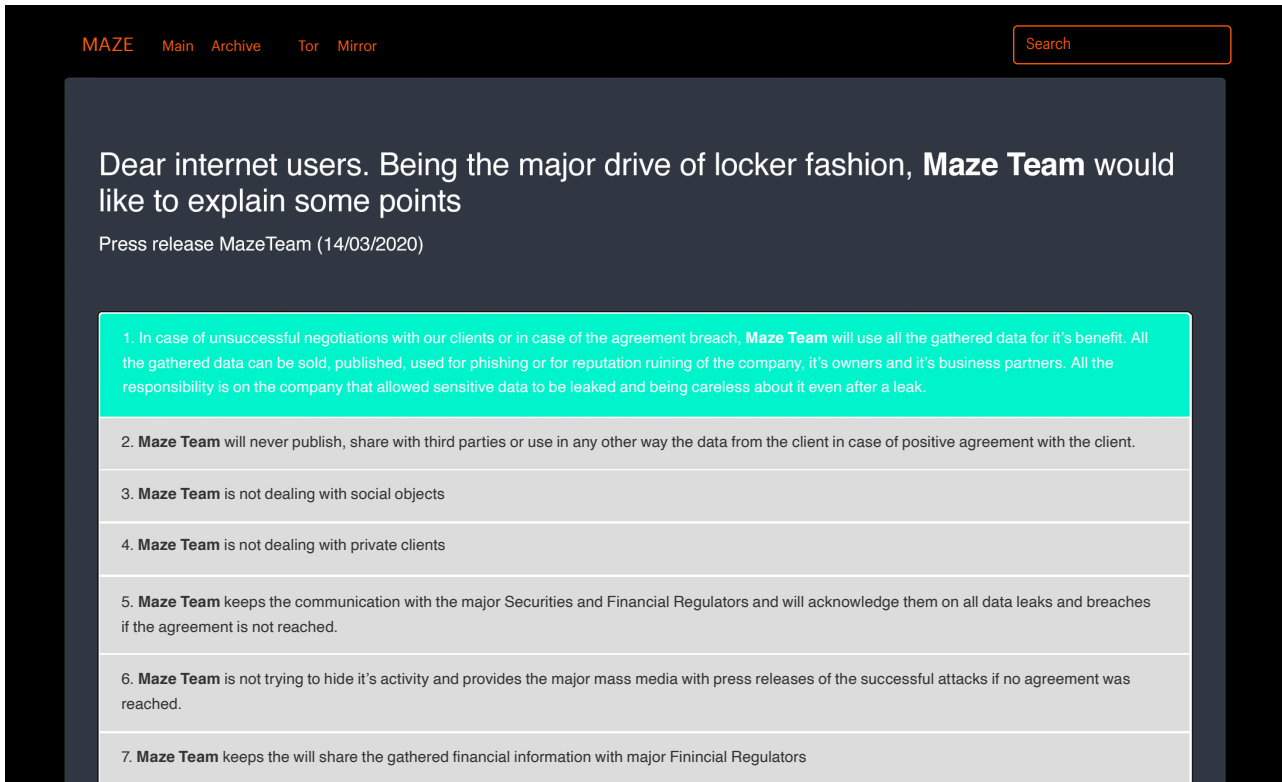 MAZE Main Archive Tor Mirror Search
Dear internet users. Being the major drive of locker fashion, Maze Team would
like to explain some points
Press release MazeTeam (14/03/2020)
1. In case of unsuccessful negotiations with our clients or in case of the agreement breach, Maze Team will use all the gathered data for it’s benefit. All
the gathered data can be sold, published, used for phishing or for reputation ruining of the company, it’s owners and it’s business partners. All the
responsibility is on the company that allowed sensitive data to be leaked and being careless about it even after a leak.
2. Maze Team will never publish, share with third parties or use in any other way the data from the client in case of positive agreement with the client.
3. Maze Team is not dealing with social objects
4. Maze Team is not dealing with private clients
5. Maze Team keeps the communication with the major Securities and Financial Regulators and will acknowledge them on all data leaks and breaches
if the agreement is not reached.
6. Maze Team is not trying to hide it’s activity and provides the major mass media with press releases of the successful attacks if no agreement was
reached.
7. Maze Team keeps the will share the gathered financial information with major Finincial Regulators